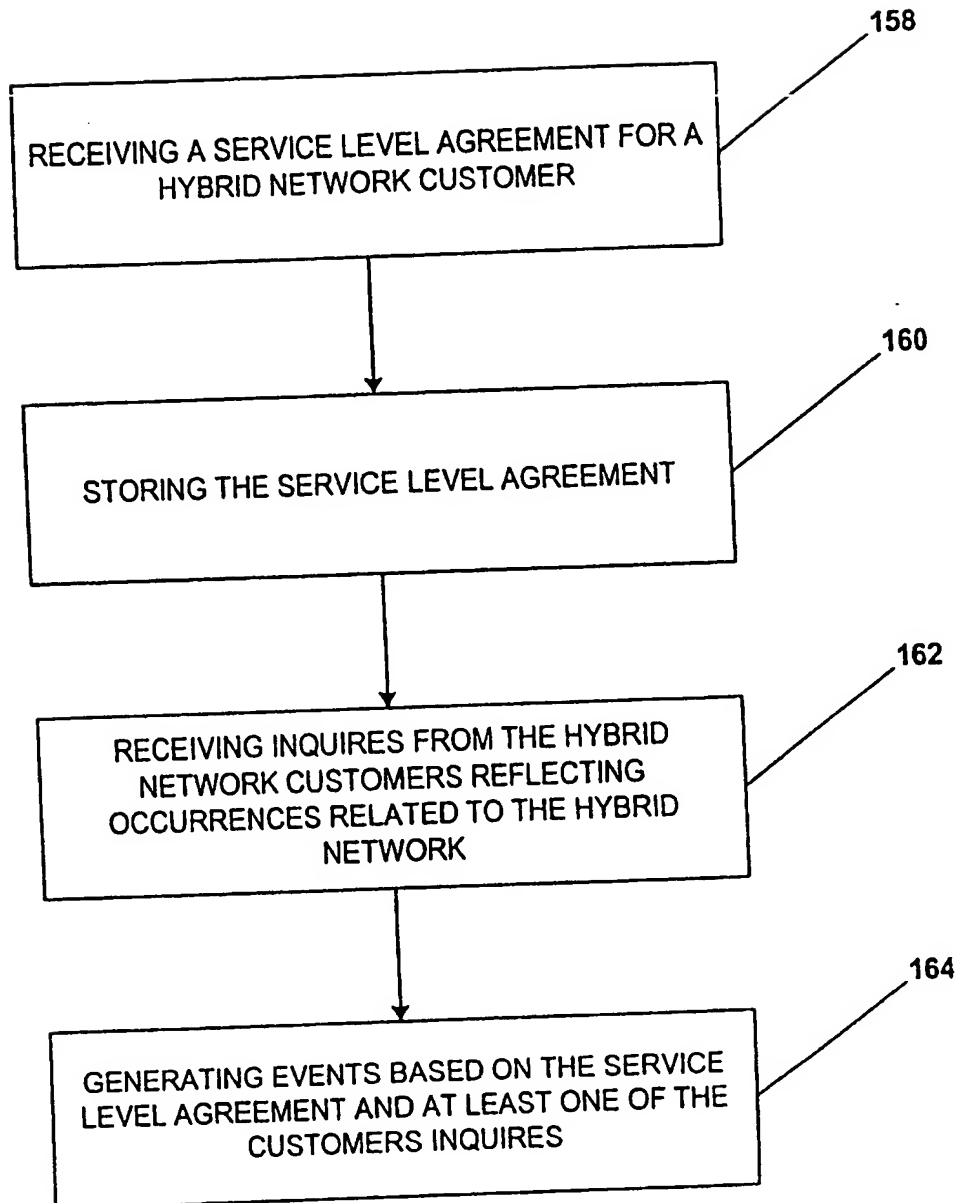 158
RECEIVING A SERVICE LEVEL AGREEMENT FOR A
HYBRID NETWORK CUSTOMER
160
STORING THE SERVICE LEVEL AGREEMENT
162
RECEIVING INQUIRES FROM THE HYBRID
NETWORK CUSTOMERS REFLECTING
OCCURRENCES RELATED TO THE HYBRID
NETWORK
164
GENERATING EVENTS BASED ON THE SERVICE
LEVEL AGREEMENT AND AT LEAST ONE OF THE
CUSTOMERS INQUIRES